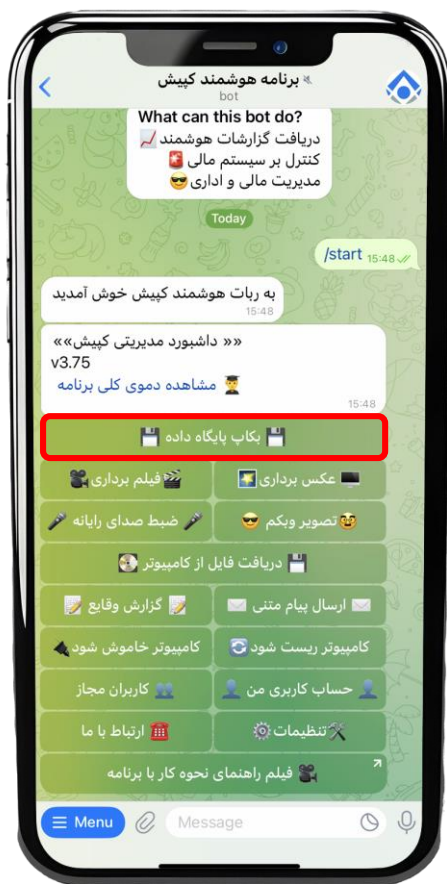 برنامه هوشمند کپیش
bot
What can this bot do?
دریافت گزارشات هوشمند📈
کنترل بر سیستم مالی🚨
مدیریت مالی و اداری😎
Today
/start 15:48
به ربات هوشمند کپیش خوش آمدید
15:48
«« داشبورد مدیریتی کپیش»»
v3.75
👨‍🎓 مشاهده دموی کلی برنامه
15:48
💾 بکاپ پایگاه داده 💾
🖥 عکس برداری 🌠
🎬فیلم برداری🎥
🥸تصویر وبکم 😎
🎤 ضبط صدای رایانه 🎤
💾 دریافت فایل از کامپیوتر 📀
✉️ ارسال پیام متنی ✉️
📝 گزارش وقایع 📝
کامپیوتر ریست شود🔄
کامپیوتر خاموش شود🔌
👤 حساب کاربری من 👤
👥 کاربران مجاز
🛠تنظیمات⚙️
☎️ ارتباط با ما
🎥 فیلم راهنمای نحوه کار با برنامه
Menu
Message